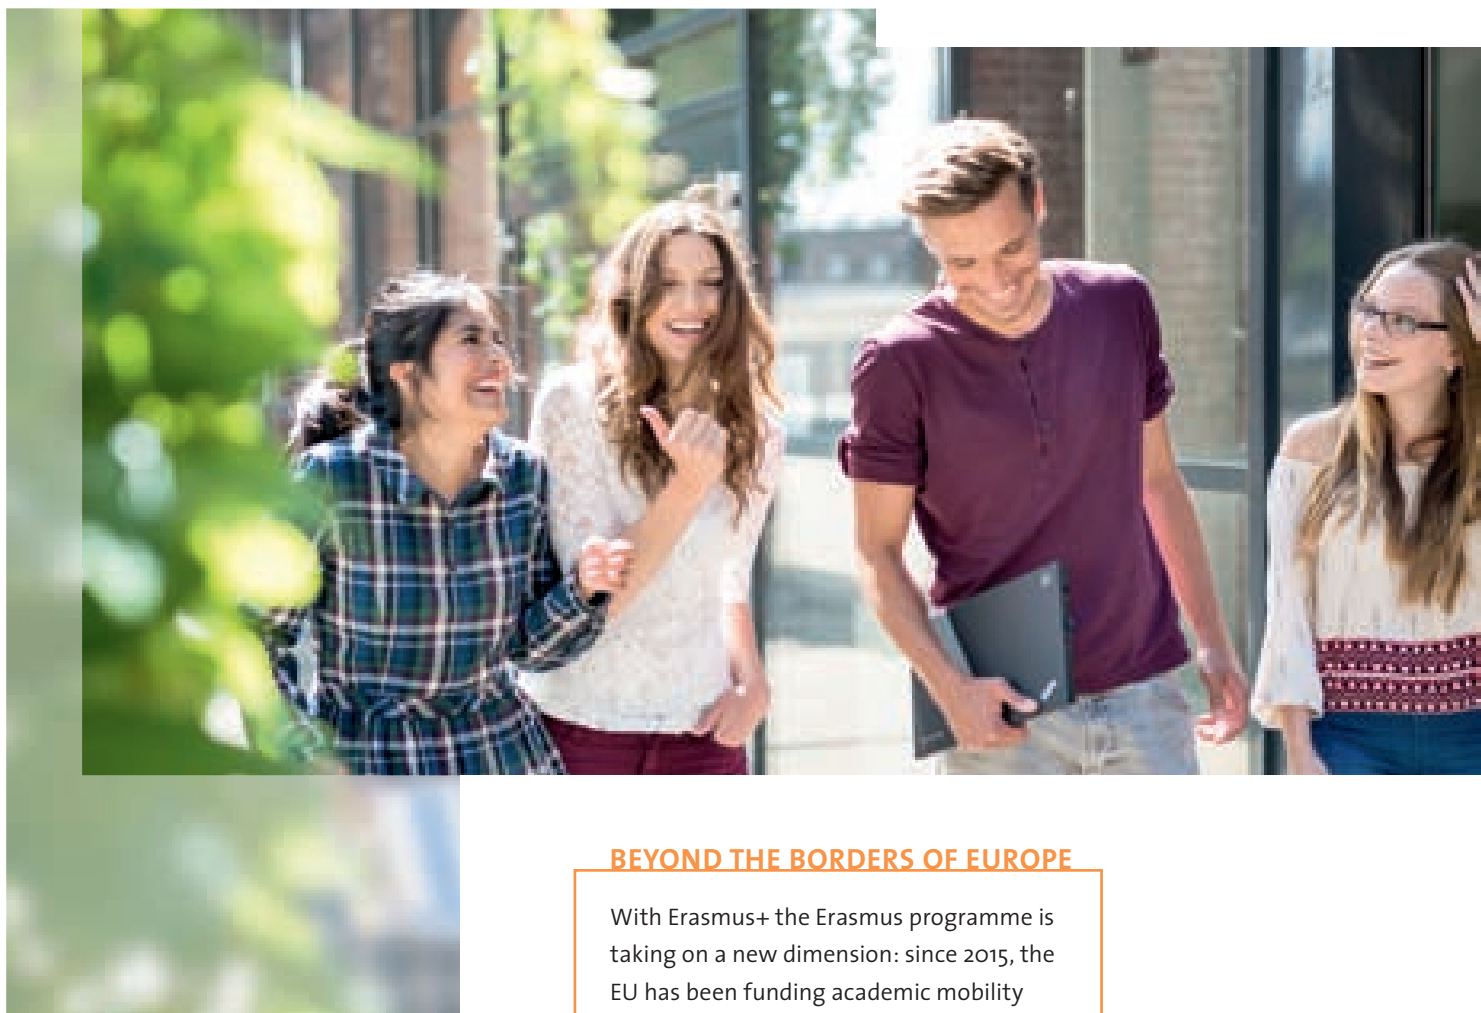 BEYOND THE BORDERS OF EUROPE
With Erasmus+ the Erasmus programme is
taking on a new dimension: since 2015, the
EU has been funding academic mobility